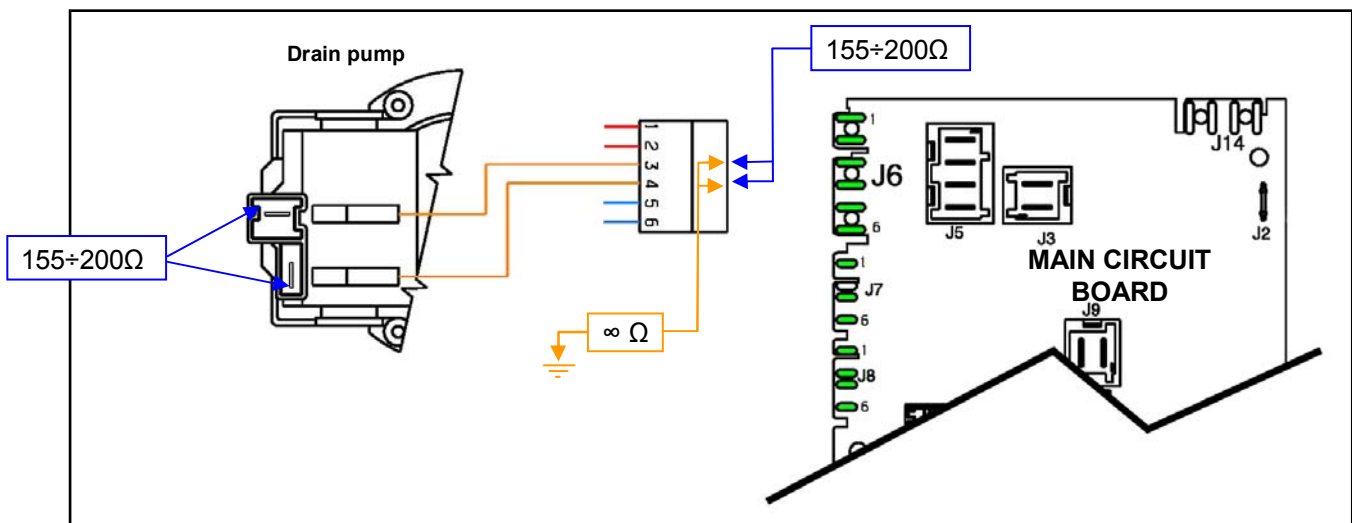 Drain pump
155÷200Ω
155÷200Ω
1
2
3
4
5
6
∞ Ω
1
J6
6
1
J7
6
1
J8
6
J5
J3
J14
J2
MAIN CIRCUIT
BOARD
J9